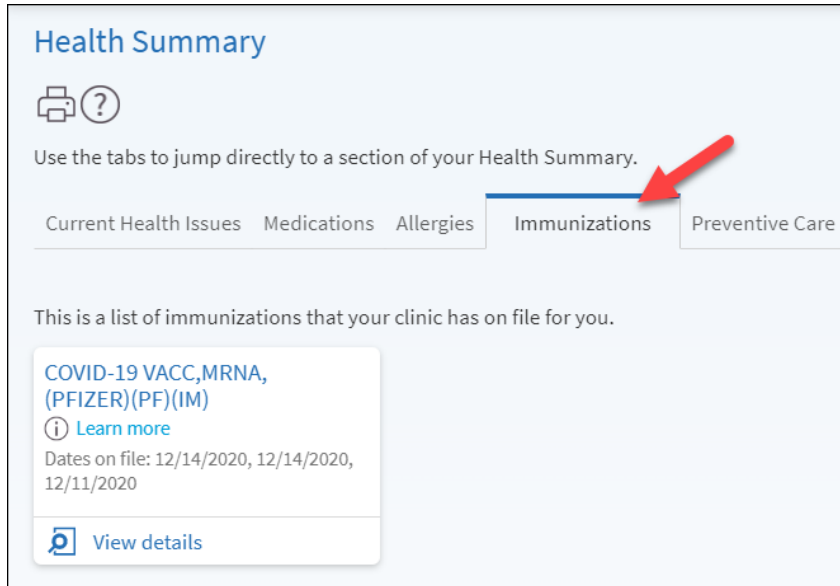 Health Summary
?
Use the tabs to jump directly to a section of your Health Summary.
Current Health Issues Medications Allergies Immunizations Preventive Care
This is a list of immunizations that your clinic has on file for you.
COVID-19 VACC,MRNA,
(PFIZER)(PF)(IM)
i Learn more
Dates on file: 12/14/2020, 12/14/2020,
12/11/2020
View details